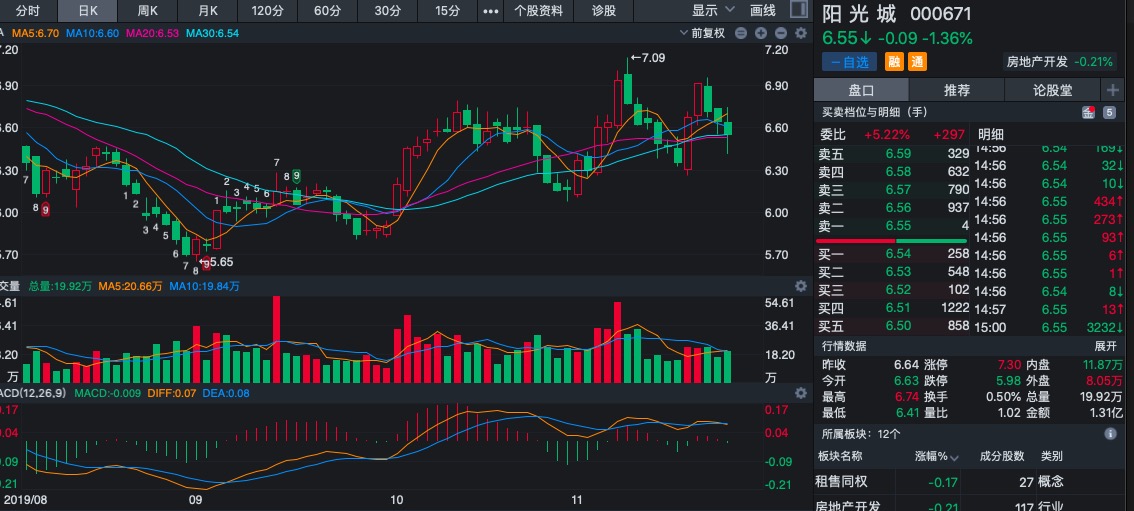 分时 日K 周K 月K 120分 60分 30分 15分 ••• 个股资料 诊股 显示 画线
MA5:6.70 MA10:6.60 MA20:6.53 MA30:6.54 前复权
7.20 7.20
6.90 6.90
6.60 6.60
6.30 6.30
6.00 6.00
5.70 5.70
←7.09
←5.65
7 8 9
1 2 3 4 5 6 7 8 9
1 2 3 4 5 6 7 8 9
交量 总量:19.92万 MA5:20.66万 MA10:19.84万
54.61
36.41
18.20
万 万
ACD(12,26,9) MACD:-0.009 DIFF:0.07 DEA:0.08
0.17 0.17
0.04 0.04
-0.09
-0.21
2019/08 09 10 11
阳光城 000671
6.55↓ -0.09 -1.36%
－自选 融 通 房地产开发 -0.21%
盘口 推荐 论股堂 +
买卖档位与明细（手） 金 5
委比 +5.22% +297 明细
卖五 6.59 329
卖四 6.58 632
卖三 6.57 790
卖二 6.56 937
卖一 6.55 4
买一 6.54 258
买二 6.53 548
买三 6.52 102
买四 6.51 1222
买五 6.50 858
14:56 6.54 169↓
14:56 6.54 32↓
14:56 6.54 10↓
14:56 6.55 434↑
14:56 6.55 273↑
14:56 6.55 93↑
14:56 6.55 6↑
14:56 6.55 1↑
14:56 6.54 8↓
14:57 6.55 13↑
15:00 6.55 3232↓
行情数据 展开
昨收 6.64 涨停 7.30 内盘 11.87万
今开 6.63 跌停 5.98 外盘 8.05万
最高 6.74 换手 0.50% 总量 19.92万
最低 6.41 量比 1.02 金额 1.31亿
所属板块：12个
板块名称 涨幅% 成分股数 类别
租售同权 -0.17 27 概念
房地产开发 -0.21 117 行业